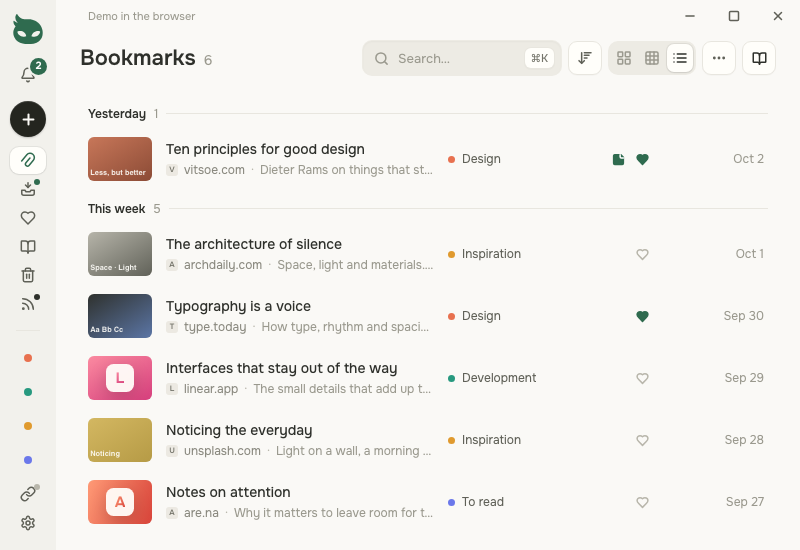 Demo in the browser
2
Bookmarks 6
Search...
⌘K
Yesterday 1
Less, but better
Ten principles for good design
V vitsoe.com · Dieter Rams on things that st...
Design
Oct 2
This week 5
Space · Light
The architecture of silence
A archdaily.com · Space, light and materials....
Inspiration
Oct 1
Aa Bb Cc
Typography is a voice
T type.today · How type, rhythm and spaci...
Design
Sep 30
L
Interfaces that stay out of the way
L linear.app · The small details that add up t...
Development
Sep 29
Noticing
Noticing the everyday
U unsplash.com · Light on a wall, a morning ...
Inspiration
Sep 28
A
Notes on attention
A are.na · Why it matters to leave room for t...
To read
Sep 27